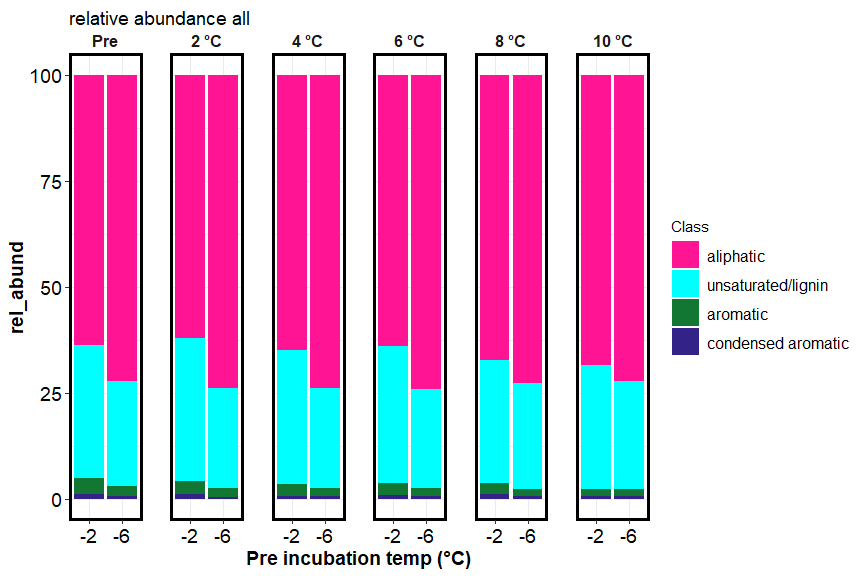 relative abundance all
Pre 2 °C 4 °C 6 °C 8 °C 10 °C
100
75
50
25
0
rel_abund
-2 -6 -2 -6 -2 -6 -2 -6 -2 -6 -2 -6
Pre incubation temp (°C)
Class
aliphatic
unsaturated/lignin
aromatic
condensed aromatic